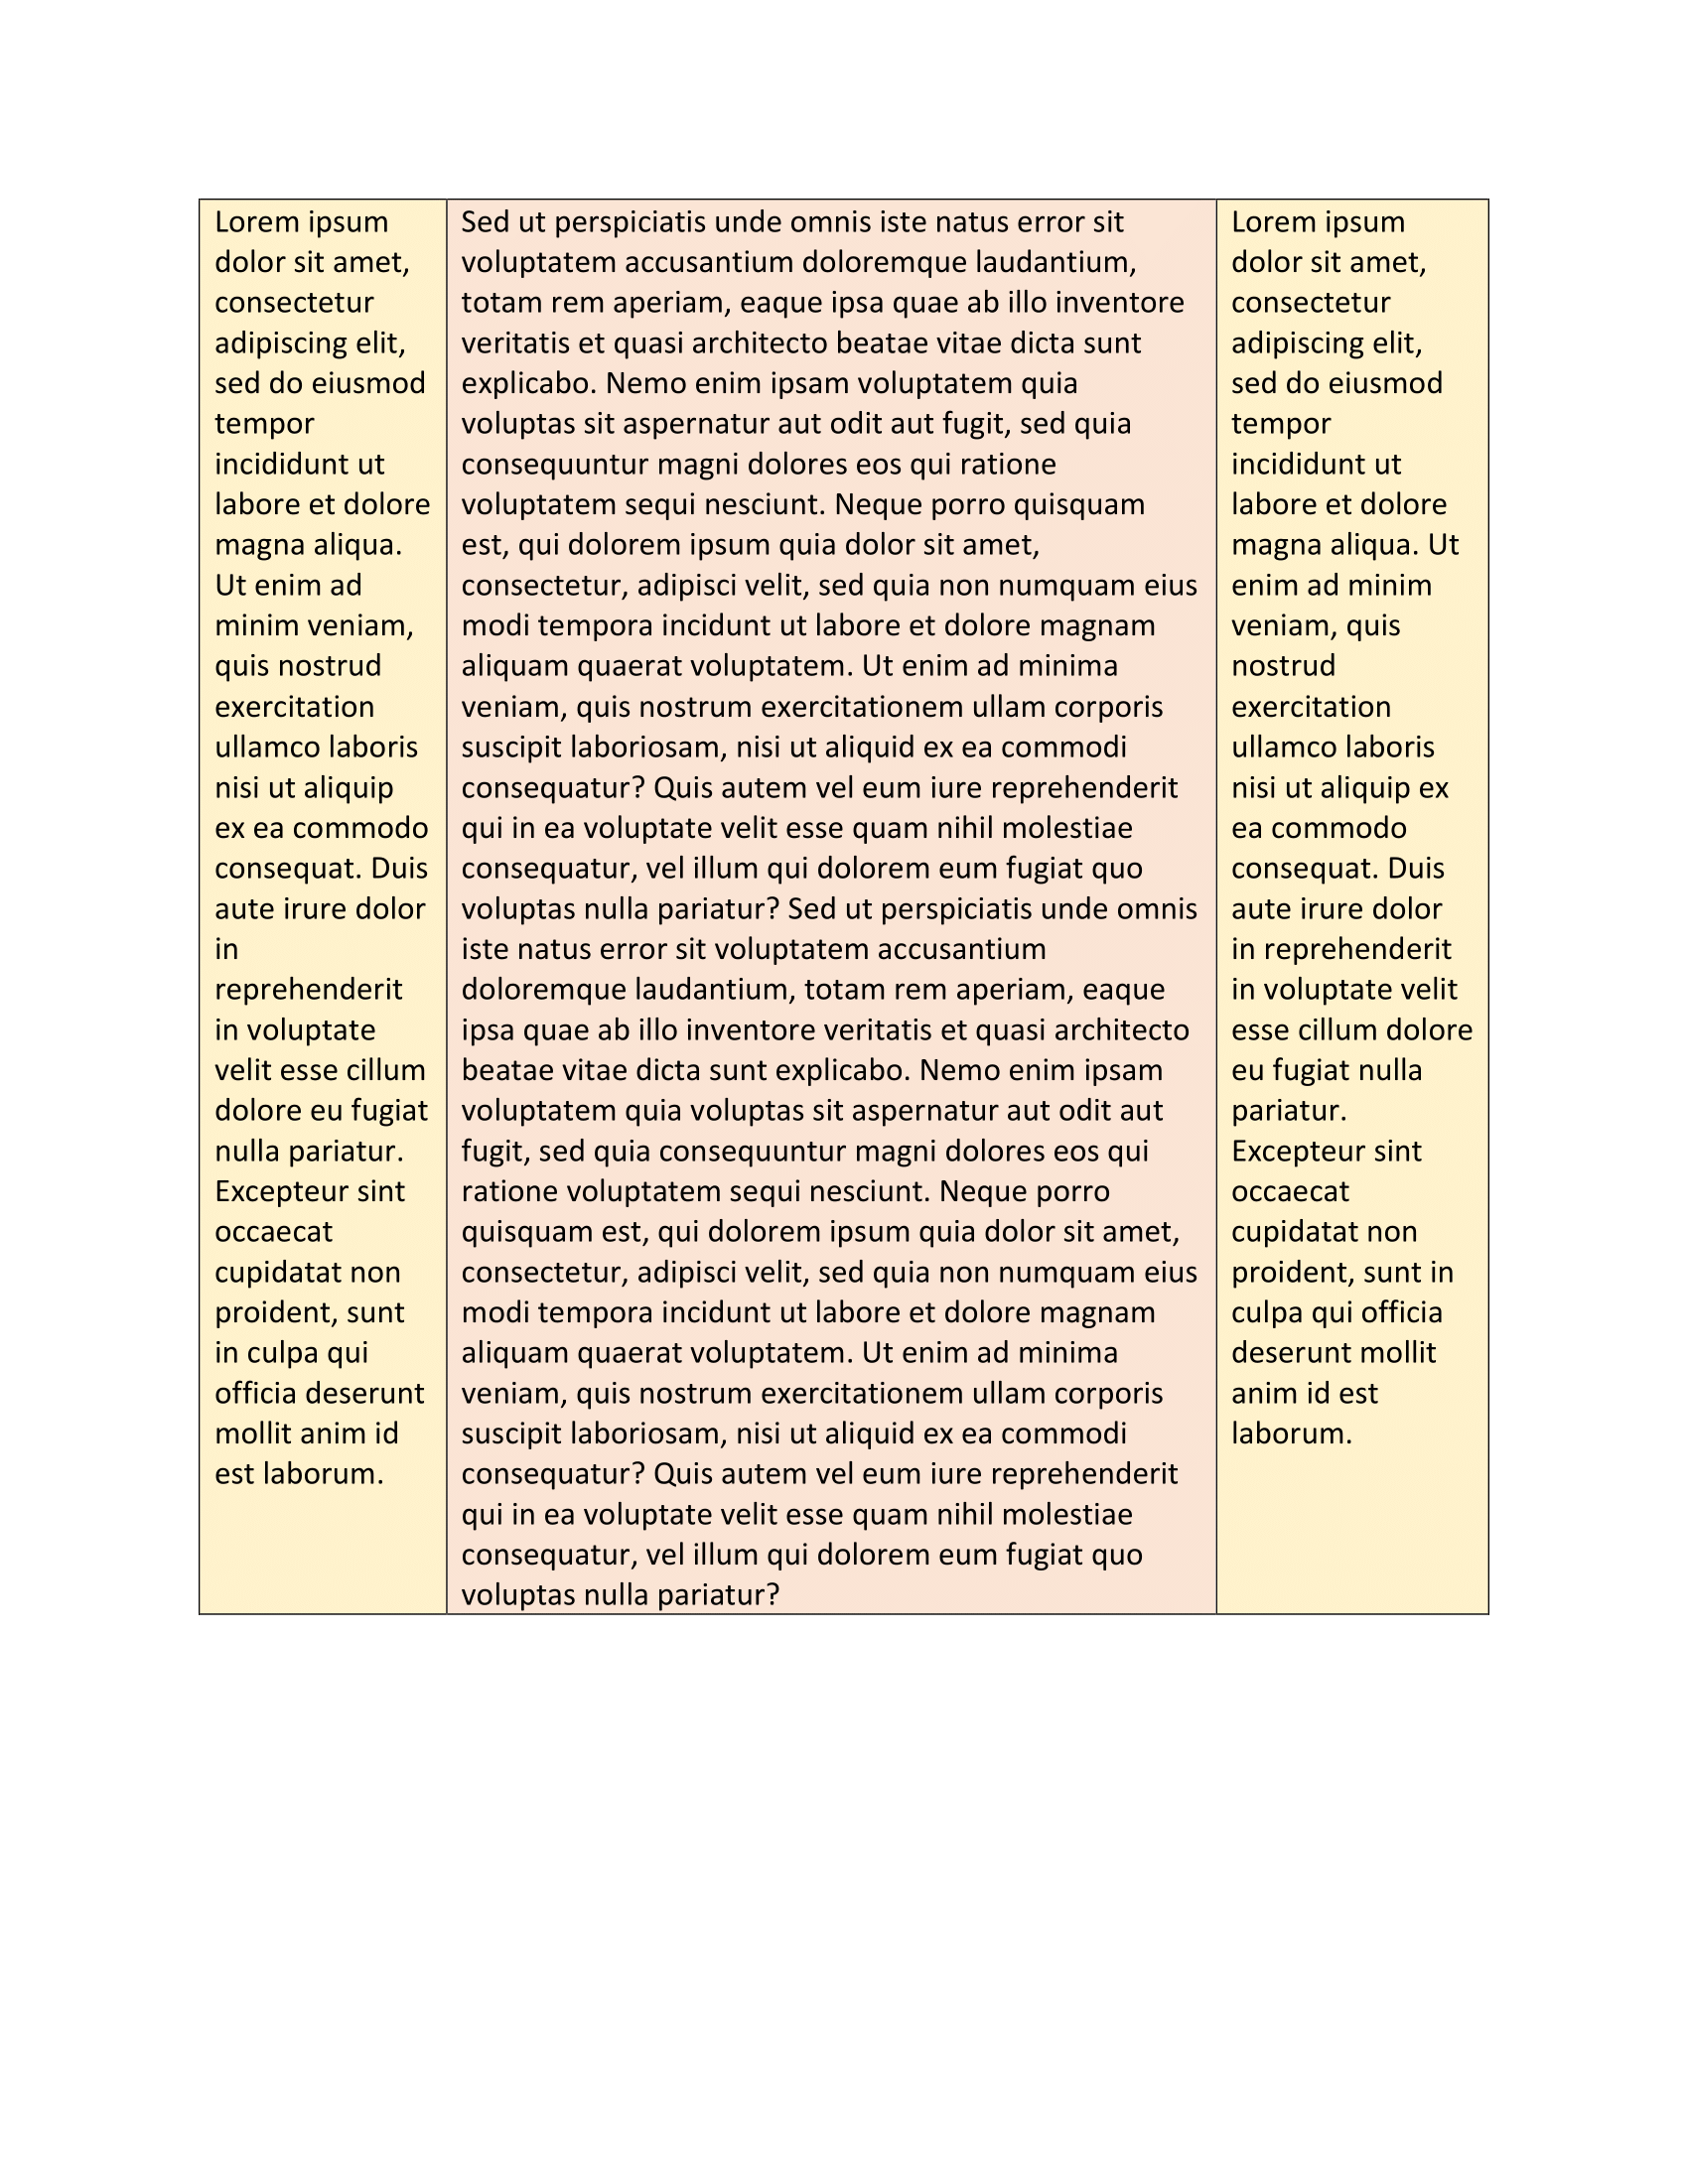 Lorem ipsum
dolor sit amet,
consectetur
adipiscing elit,
sed do eiusmod
tempor
incididunt ut
labore et dolore
magna aliqua.
Ut enim ad
minim veniam,
quis nostrud
exercitation
ullamco laboris
nisi ut aliquip
ex ea commodo
consequat. Duis
aute irure dolor
in
reprehenderit
in voluptate
velit esse cillum
dolore eu fugiat
nulla pariatur.
Excepteur sint
occaecat
cupidatat non
proident, sunt
in culpa qui
officia deserunt
mollit anim id
est laborum.
Sed ut perspiciatis unde omnis iste natus error sit
voluptatem accusantium doloremque laudantium,
totam rem aperiam, eaque ipsa quae ab illo inventore
veritatis et quasi architecto beatae vitae dicta sunt
explicabo. Nemo enim ipsam voluptatem quia
voluptas sit aspernatur aut odit aut fugit, sed quia
consequuntur magni dolores eos qui ratione
voluptatem sequi nesciunt. Neque porro quisquam
est, qui dolorem ipsum quia dolor sit amet,
consectetur, adipisci velit, sed quia non numquam eius
modi tempora incidunt ut labore et dolore magnam
aliquam quaerat voluptatem. Ut enim ad minima
veniam, quis nostrum exercitationem ullam corporis
suscipit laboriosam, nisi ut aliquid ex ea commodi
consequatur? Quis autem vel eum iure reprehenderit
qui in ea voluptate velit esse quam nihil molestiae
consequatur, vel illum qui dolorem eum fugiat quo
voluptas nulla pariatur? Sed ut perspiciatis unde omnis
iste natus error sit voluptatem accusantium
doloremque laudantium, totam rem aperiam, eaque
ipsa quae ab illo inventore veritatis et quasi architecto
beatae vitae dicta sunt explicabo. Nemo enim ipsam
voluptatem quia voluptas sit aspernatur aut odit aut
fugit, sed quia consequuntur magni dolores eos qui
ratione voluptatem sequi nesciunt. Neque porro
quisquam est, qui dolorem ipsum quia dolor sit amet,
consectetur, adipisci velit, sed quia non numquam eius
modi tempora incidunt ut labore et dolore magnam
aliquam quaerat voluptatem. Ut enim ad minima
veniam, quis nostrum exercitationem ullam corporis
suscipit laboriosam, nisi ut aliquid ex ea commodi
consequatur? Quis autem vel eum iure reprehenderit
qui in ea voluptate velit esse quam nihil molestiae
consequatur, vel illum qui dolorem eum fugiat quo
voluptas nulla pariatur?
Lorem ipsum
dolor sit amet,
consectetur
adipiscing elit,
sed do eiusmod
tempor
incididunt ut
labore et dolore
magna aliqua. Ut
enim ad minim
veniam, quis
nostrud
exercitation
ullamco laboris
nisi ut aliquip ex
ea commodo
consequat. Duis
aute irure dolor
in reprehenderit
in voluptate velit
esse cillum dolore
eu fugiat nulla
pariatur.
Excepteur sint
occaecat
cupidatat non
proident, sunt in
culpa qui officia
deserunt mollit
anim id est
laborum.